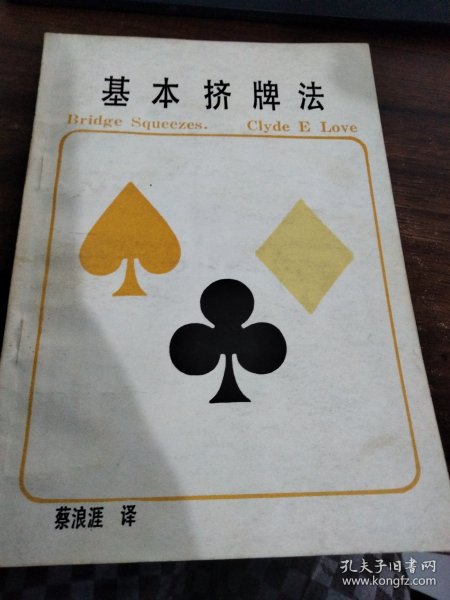 基本挤牌法
Bridge Squeezes. Clyde E Love
蔡浪涯 译
孔夫子旧书网
www.kongfz.com